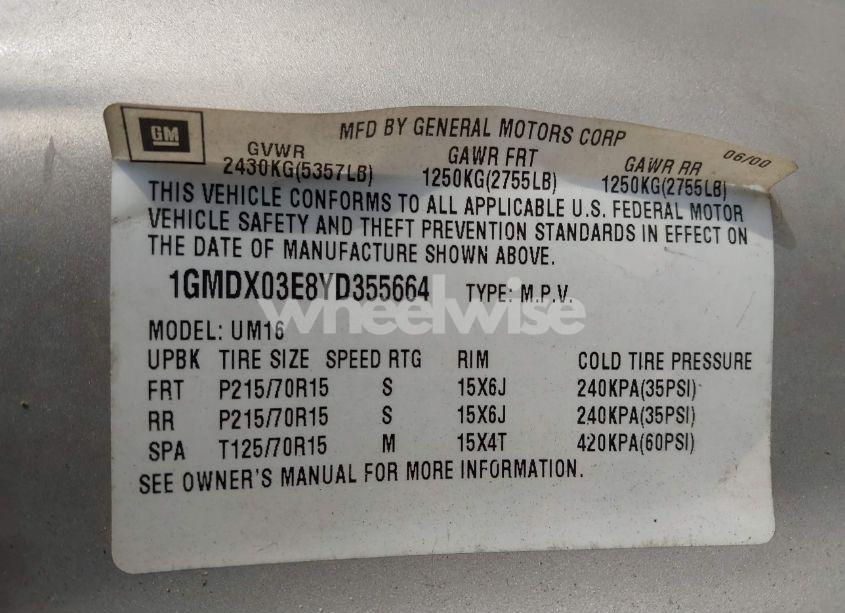 GM
MFD BY GENERAL MOTORS CORP 06/00
GVWR GAWR FRT GAWR RR
2430KG(5357LB) 1250KG(2755LB) 1250KG(2755LB)
THIS VEHICLE CONFORMS TO ALL APPLICABLE U.S. FEDERAL MOTOR
VEHICLE SAFETY AND THEFT PREVENTION STANDARDS IN EFFECT ON
THE DATE OF MANUFACTURE SHOWN ABOVE.
1GMDX03E8YD355664 TYPE: M.P.V.
wheelwise
MODEL: UM16
UPBK TIRE SIZE SPEED RTG RIM COLD TIRE PRESSURE
FRT P215/70R15 S 15X6J 240KPA(35PSI)
RR P215/70R15 S 15X6J 240KPA(35PSI)
SPA T125/70R15 M 15X4T 420KPA(60PSI)
SEE OWNER'S MANUAL FOR MORE INFORMATION.